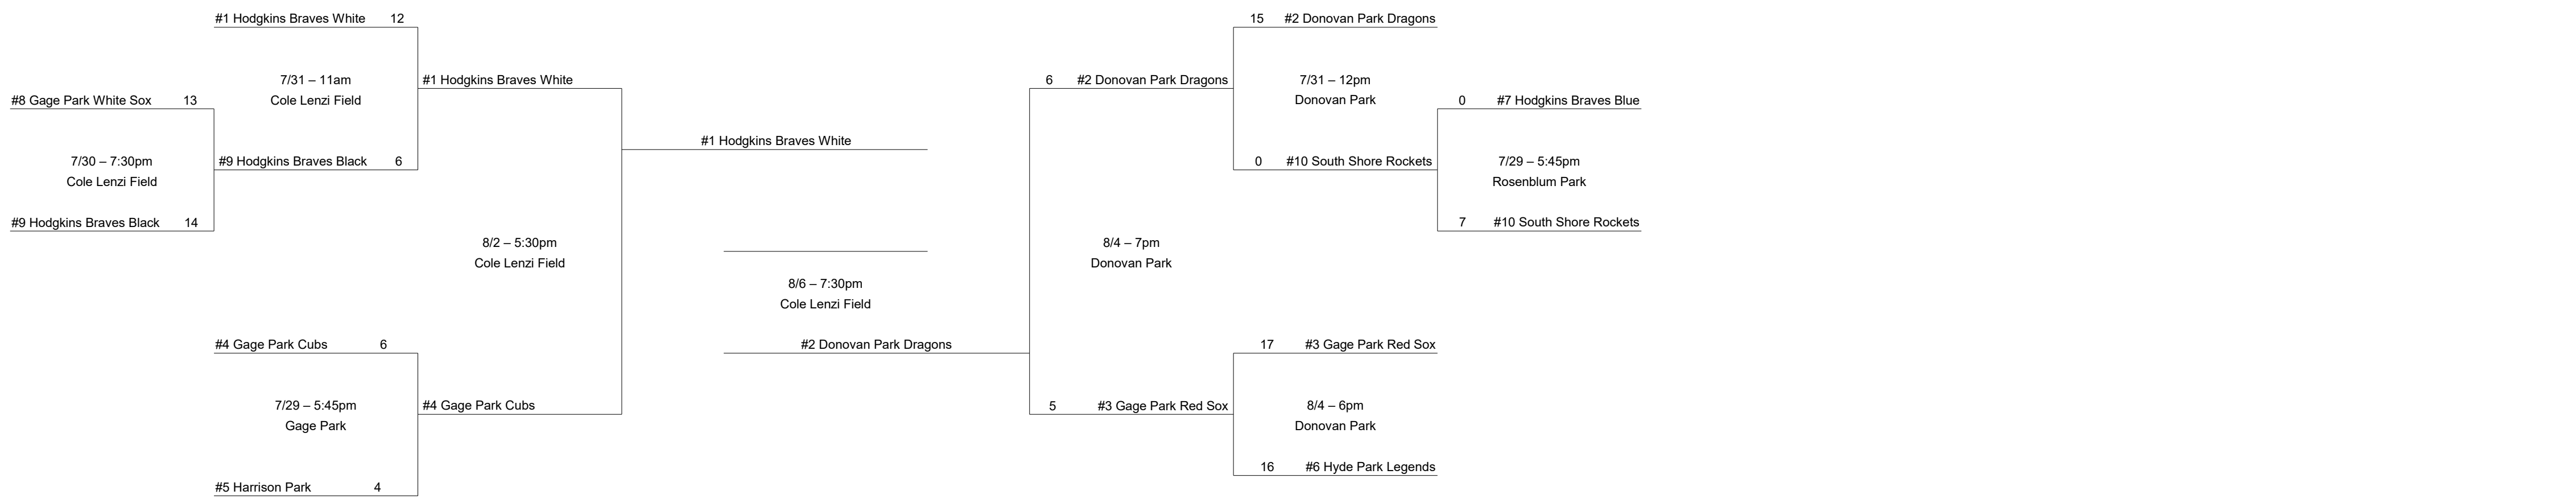 #1 Hodgkins Braves White 12
15 #2 Donovan Park Dragons
7/31 – 11am
#1 Hodgkins Braves White
6 #2 Donovan Park Dragons
7/31 – 12pm
#8 Gage Park White Sox 13
Cole Lenzi Field
Donovan Park
0 #7 Hodgkins Braves Blue
#1 Hodgkins Braves White
7/30 – 7:30pm
#9 Hodgkins Braves Black 6
0 #10 South Shore Rockets
7/29 – 5:45pm
Cole Lenzi Field
Rosenblum Park
#9 Hodgkins Braves Black 14
7 #10 South Shore Rockets
8/2 – 5:30pm
8/4 – 7pm
Cole Lenzi Field
Donovan Park
8/6 – 7:30pm
Cole Lenzi Field
#4 Gage Park Cubs 6
#2 Donovan Park Dragons
17 #3 Gage Park Red Sox
7/29 – 5:45pm
#4 Gage Park Cubs
5 #3 Gage Park Red Sox
8/4 – 6pm
Gage Park
Donovan Park
16 #6 Hyde Park Legends
#5 Harrison Park 4